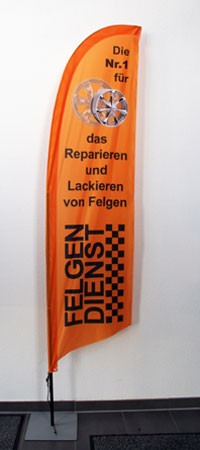 Die
Nr.1
für
das
Reparieren
und
Lackieren
von Felgen
FELGEN
DIENST